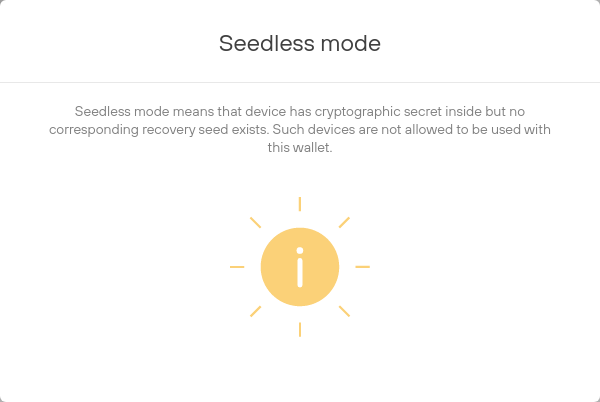 Seedless mode
Seedless mode means that device has cryptographic secret inside but no
corresponding recovery seed exists. Such devices are not allowed to be used with
this wallet.